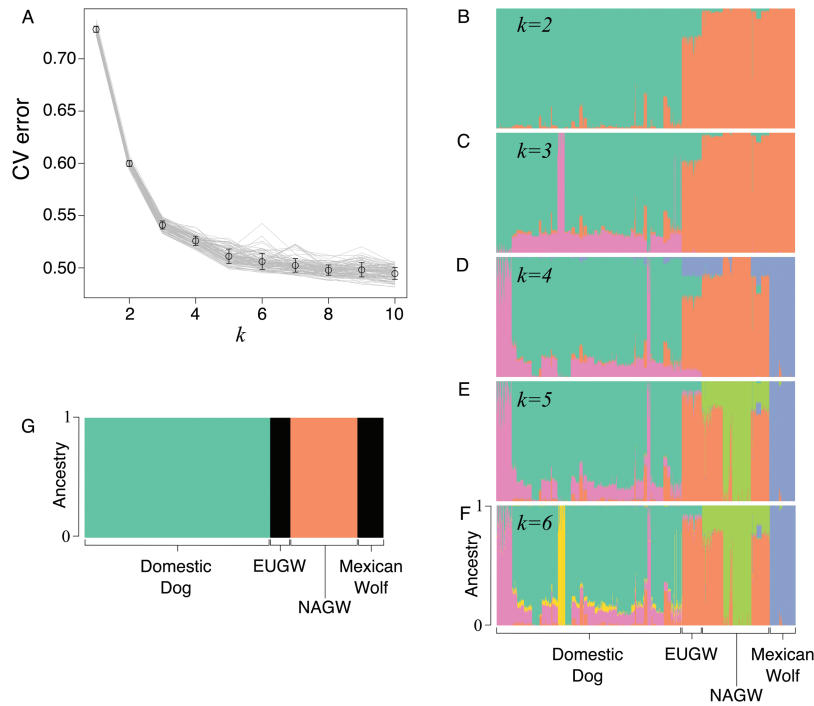 A
0.70
0.65
0.60
0.55
0.50
CV error
2
4
6
8
10
k
B
k=2
C
k=3
D
k=4
E
k=5
F
k=6
1
0
Ancestry
Domestic
Dog
EUGW
NAGW
Mexican
Wolf
G
1
0
Ancestry
Domestic
Dog
EUGW
NAGW
Mexican
Wolf